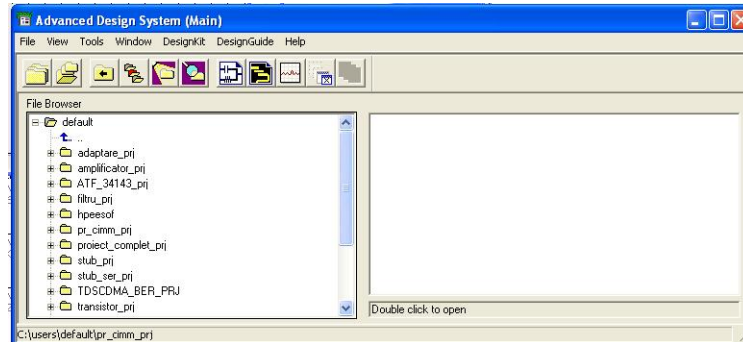 Advanced Design System (Main)
File View Tools Window DesignKit DesignGuide Help
File Browser
default
..
adaptare_prj
amplificator_prj
ATF_34143_prj
filtru_prj
hpeesof
pr_cimm_prj
proiect_complet_prj
stub_prj
stub_ser_prj
TDSCDMA_BER_PRJ
transistor_prj
Double click to open
C:\users\default\pr_cimm_prj